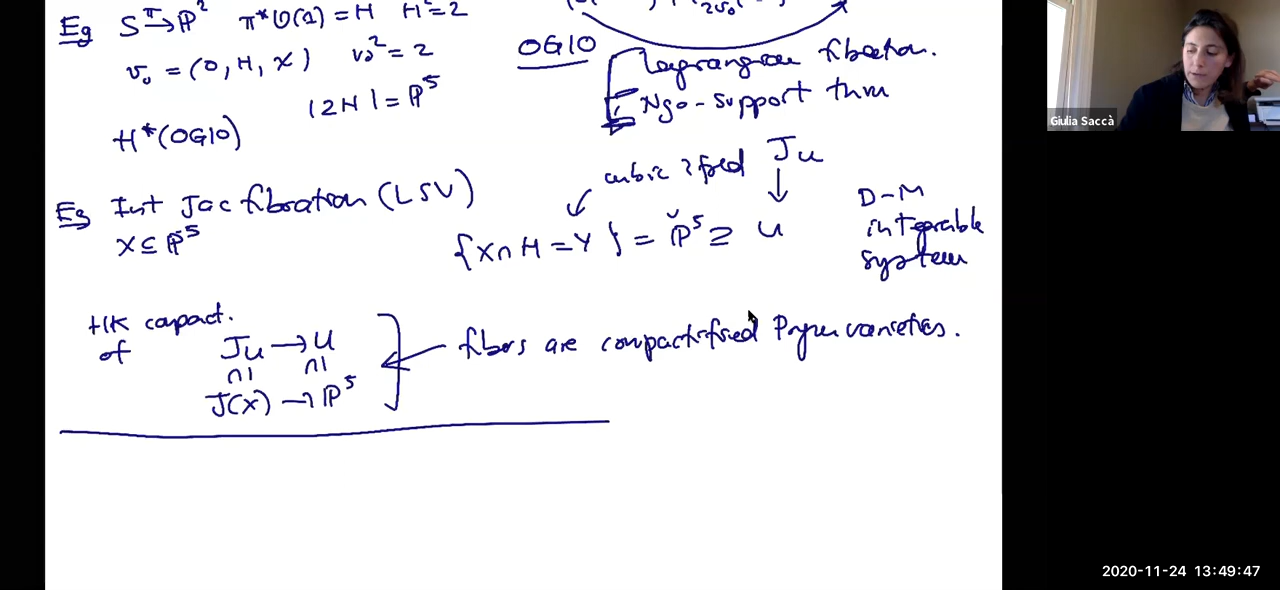 Eg S π→ P² π*O(1) = H H² = 2
v₀ = (0, H, χ) v₀² = 2
|2H| = P⁵
H*(OG10)
OG10
Lagrangian fibration.
Ngo-support thm
Eg Int Jac fibration (LSV)
X ⊆ P⁵
cubic 3fold J_U
↓
{X∩H = Y} = P̌⁵ ⊇ U
D-M
integrable
system
HK compact.
of J_U → U
∩| ∩|
J(X) → P⁵
fibers are compactified Prym varieties.
Giulia Saccà
2020-11-24 13:49:47